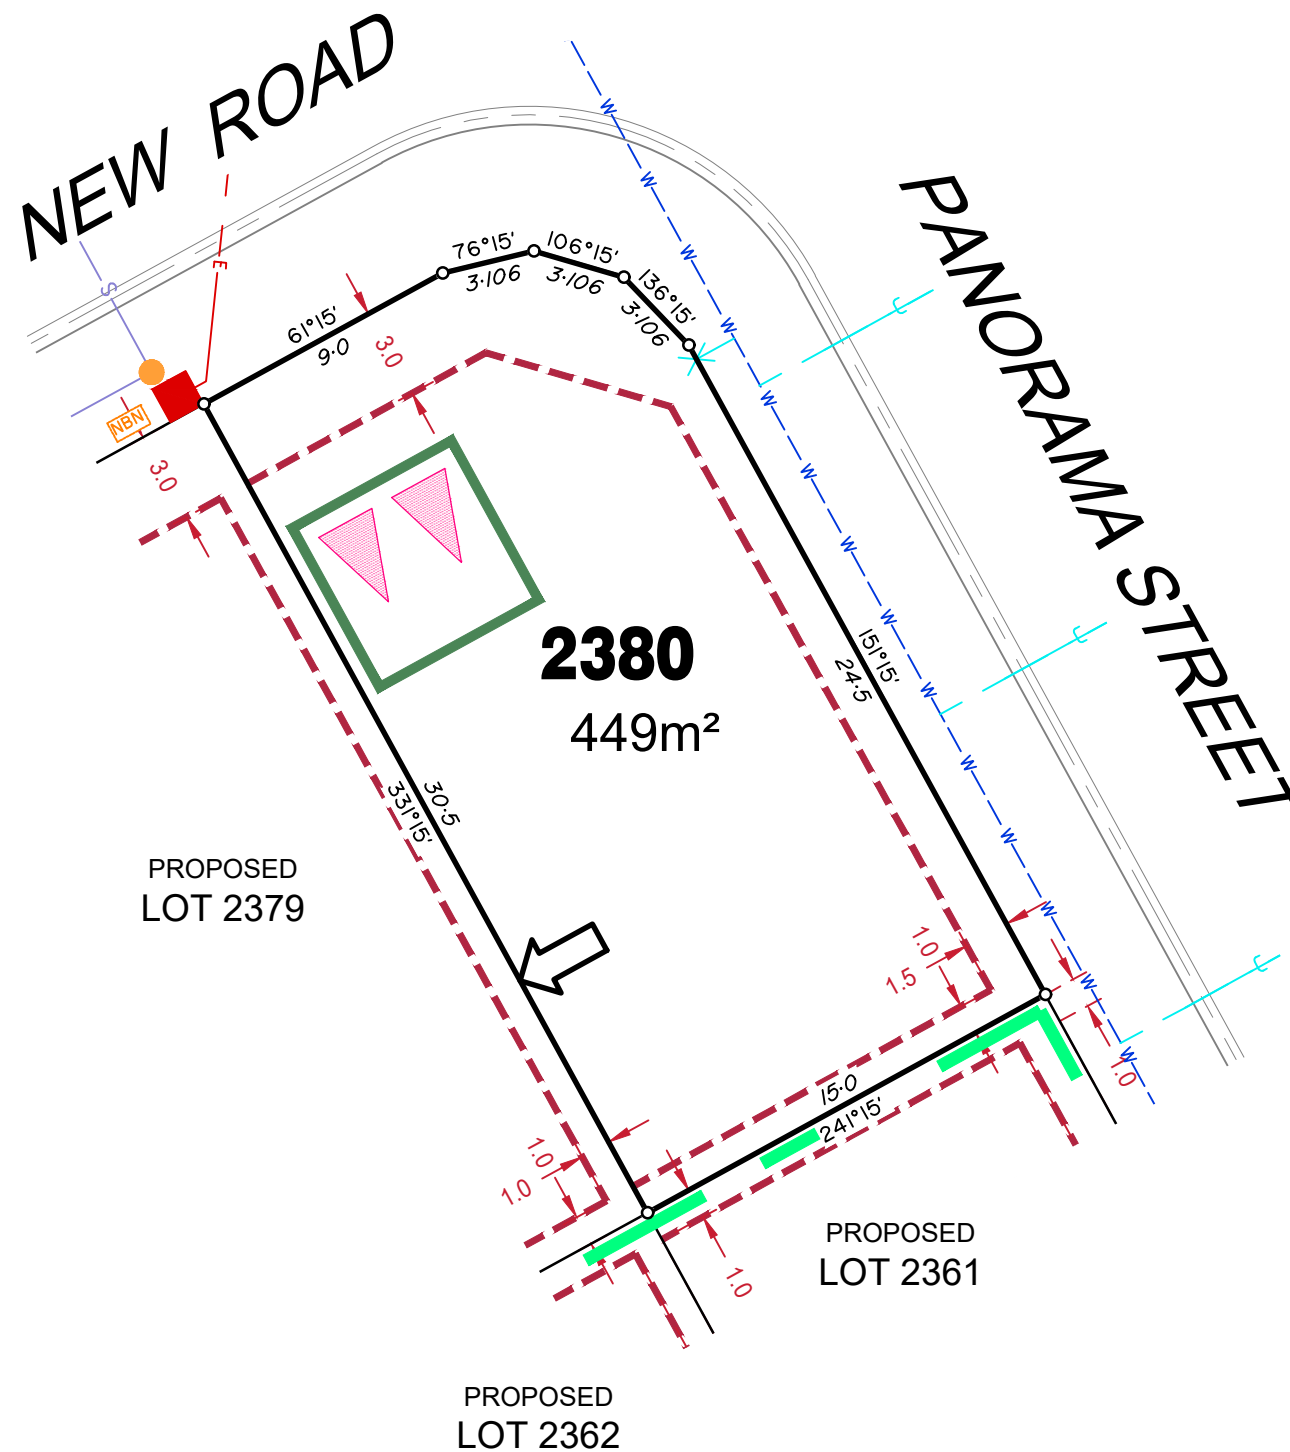 NEW ROAD
PANORAMA STREET
S
E
W
W
W
W
W
W
W
W
W
W
W
W
W
W
C
C
C
76°15'
3·106
106°15'
3·106
136°15'
3·106
61°15'
9·0
3.0
NBN
3.0
2380
449m²
151°15'
24·5
30·5
331°15'
PROPOSED
LOT 2379
1.0
1.5
1.0
15·0
241°15'
1.0
1.0
1.0
PROPOSED
LOT 2361
PROPOSED
LOT 2362